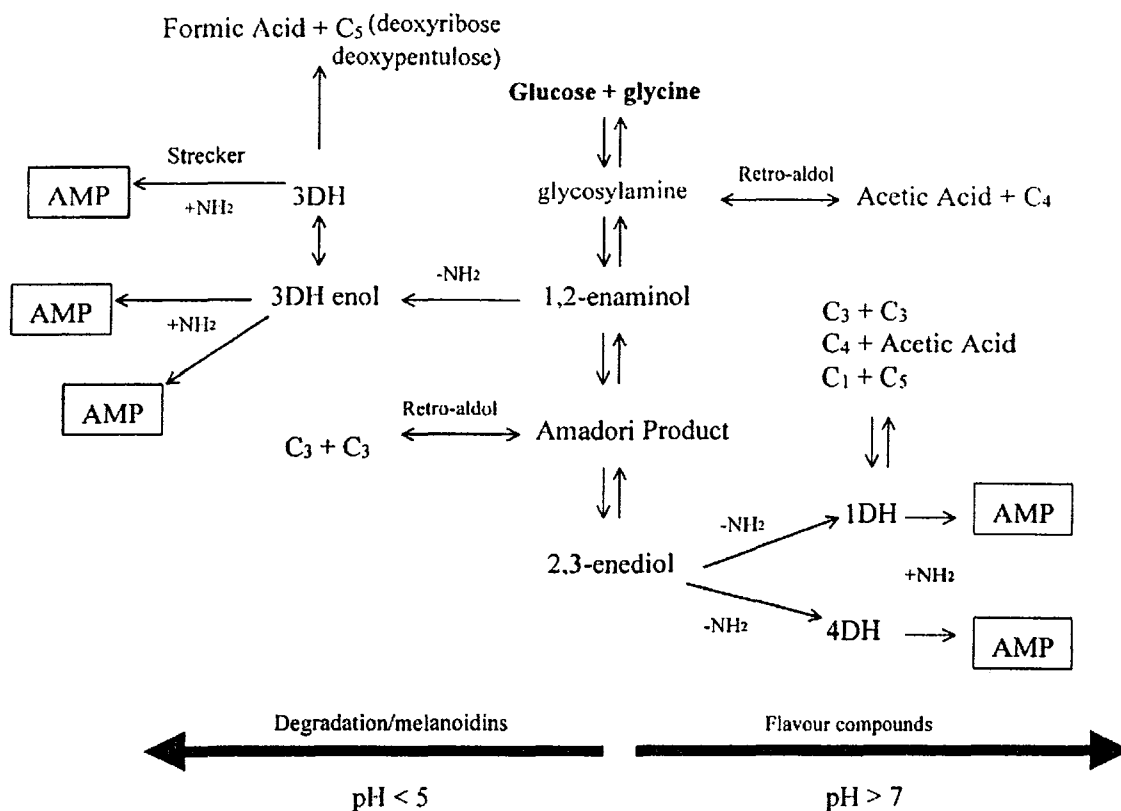 Formic Acid + C5 (deoxyribose
deoxypentulose)
Glucose + glycine
Strecker
AMP
+NH2
3DH
glycosylamine
Retro-aldol
Acetic Acid + C4
AMP
+NH2
3DH enol
-NH2
1,2-enaminol
C3 + C3
C4 + Acetic Acid
C1 + C5
AMP
C3 + C3
Retro-aldol
Amadori Product
2,3-enediol
-NH2
1DH
AMP
+NH2
-NH2
4DH
AMP
Degradation/melanoidins
Flavour compounds
pH < 5
pH > 7